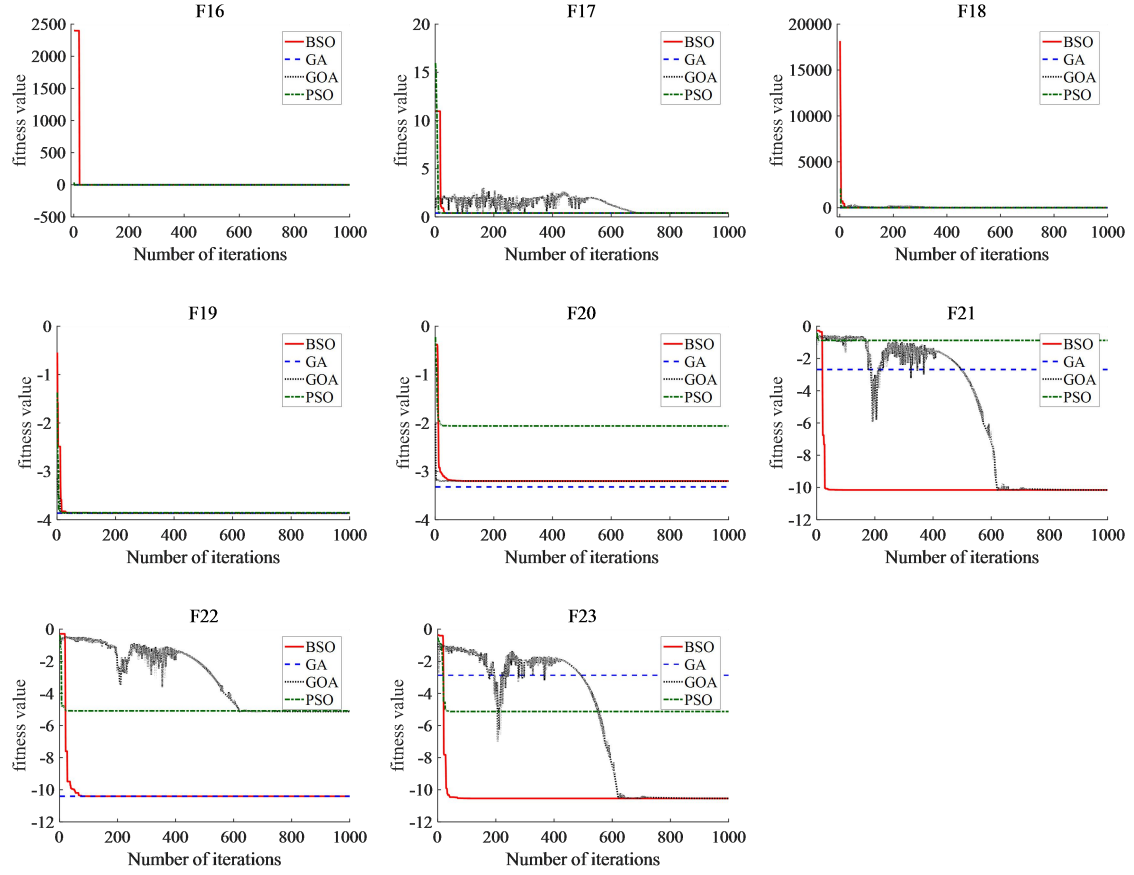 F16
2500
2000
1500
1000
500
0
-500
0 200 400 600 800 1000
fitness value
Number of iterations
BSO
GA
GOA
PSO
F17
20
15
10
5
0
0 200 400 600 800 1000
fitness value
Number of iterations
BSO
GA
GOA
PSO
F18
20000
15000
10000
5000
0
0 200 400 600 800 1000
fitness value
Number of iterations
BSO
GA
GOA
PSO
F19
0
-1
-2
-3
-4
0 200 400 600 800 1000
fitness value
Number of iterations
BSO
GA
GOA
PSO
F20
0
-1
-2
-3
-4
0 200 400 600 800 1000
fitness value
Number of iterations
BSO
GA
GOA
PSO
F21
0
-2
-4
-6
-8
-10
-12
0 200 400 600 800 1000
fitness value
Number of iterations
BSO
GA
GOA
PSO
F22
0
-2
-4
-6
-8
-10
-12
0 200 400 600 800 1000
fitness value
Number of iterations
BSO
GA
GOA
PSO
F23
0
-2
-4
-6
-8
-10
-12
0 200 400 600 800 1000
fitness value
Number of iterations
BSO
GA
GOA
PSO